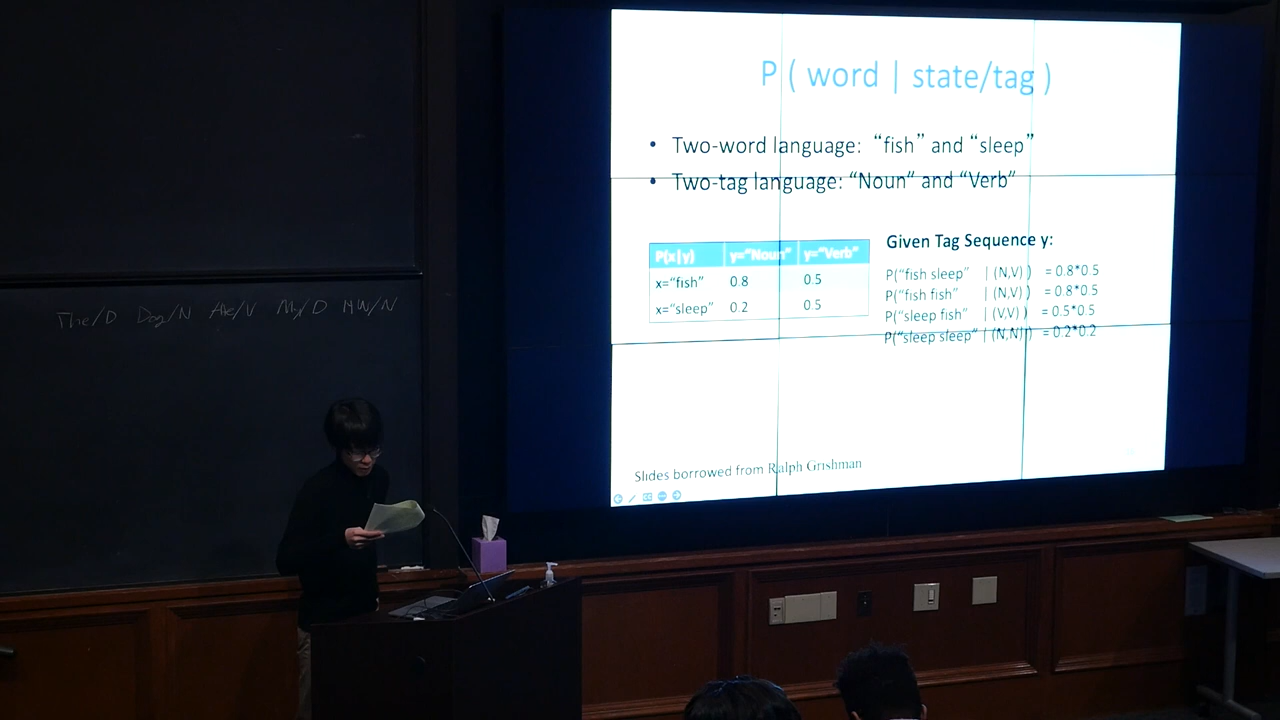 P ( word | state/tag )
• Two-word language: “fish” and “sleep”
• Two-tag language: “Noun” and “Verb”
P(x|y) y=“Noun” y=“Verb”
x=“fish” 0.8 0.5
x=“sleep” 0.2 0.5
Given Tag Sequence y:
P(“fish sleep” | (N,V) ) = 0.8*0.5
P(“fish fish” | (N,V) ) = 0.8*0.5
P(“sleep fish” | (V,V) ) = 0.5*0.5
P(“sleep sleep” | (N,N) ) = 0.2*0.2
Slides borrowed from Ralph Grishman
The/D Dog/N Ate/V My/D HW/N